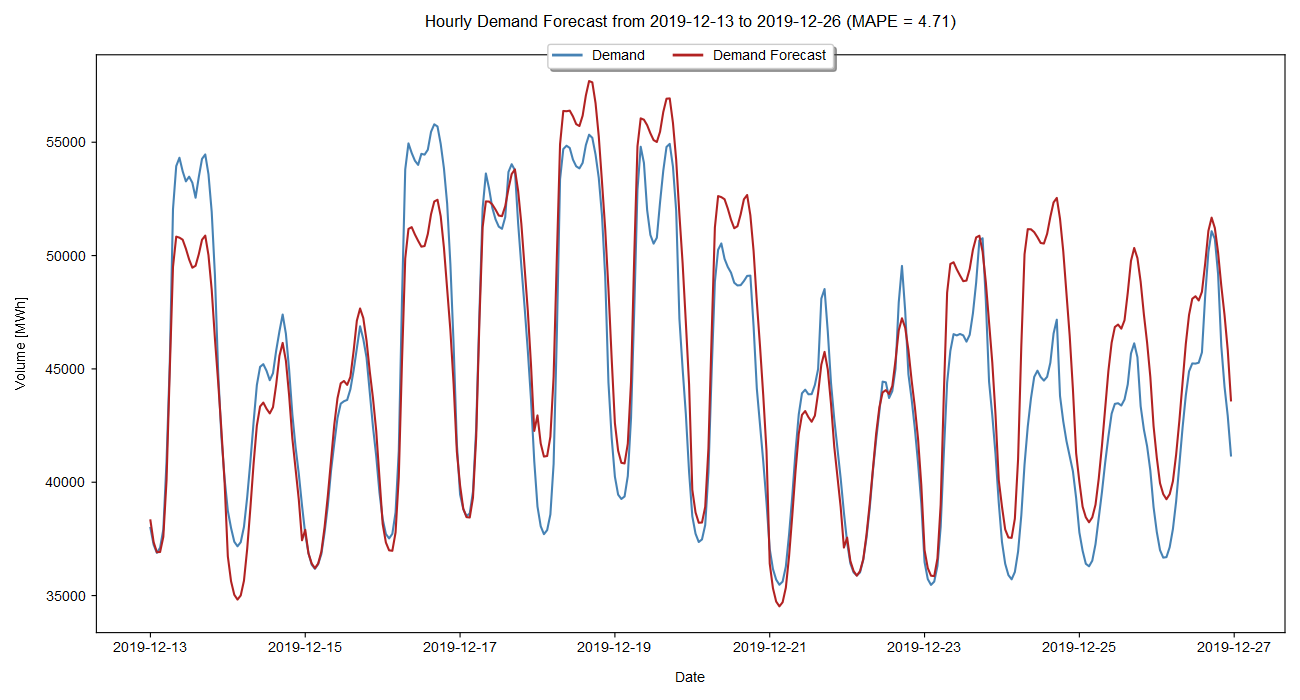 Hourly Demand Forecast from 2019-12-13 to 2019-12-26 (MAPE = 4.71)
Demand Demand Forecast
Volume [MWh]
55000
50000
45000
40000
35000
2019-12-13 2019-12-15 2019-12-17 2019-12-19 2019-12-21 2019-12-23 2019-12-25 2019-12-27
Date